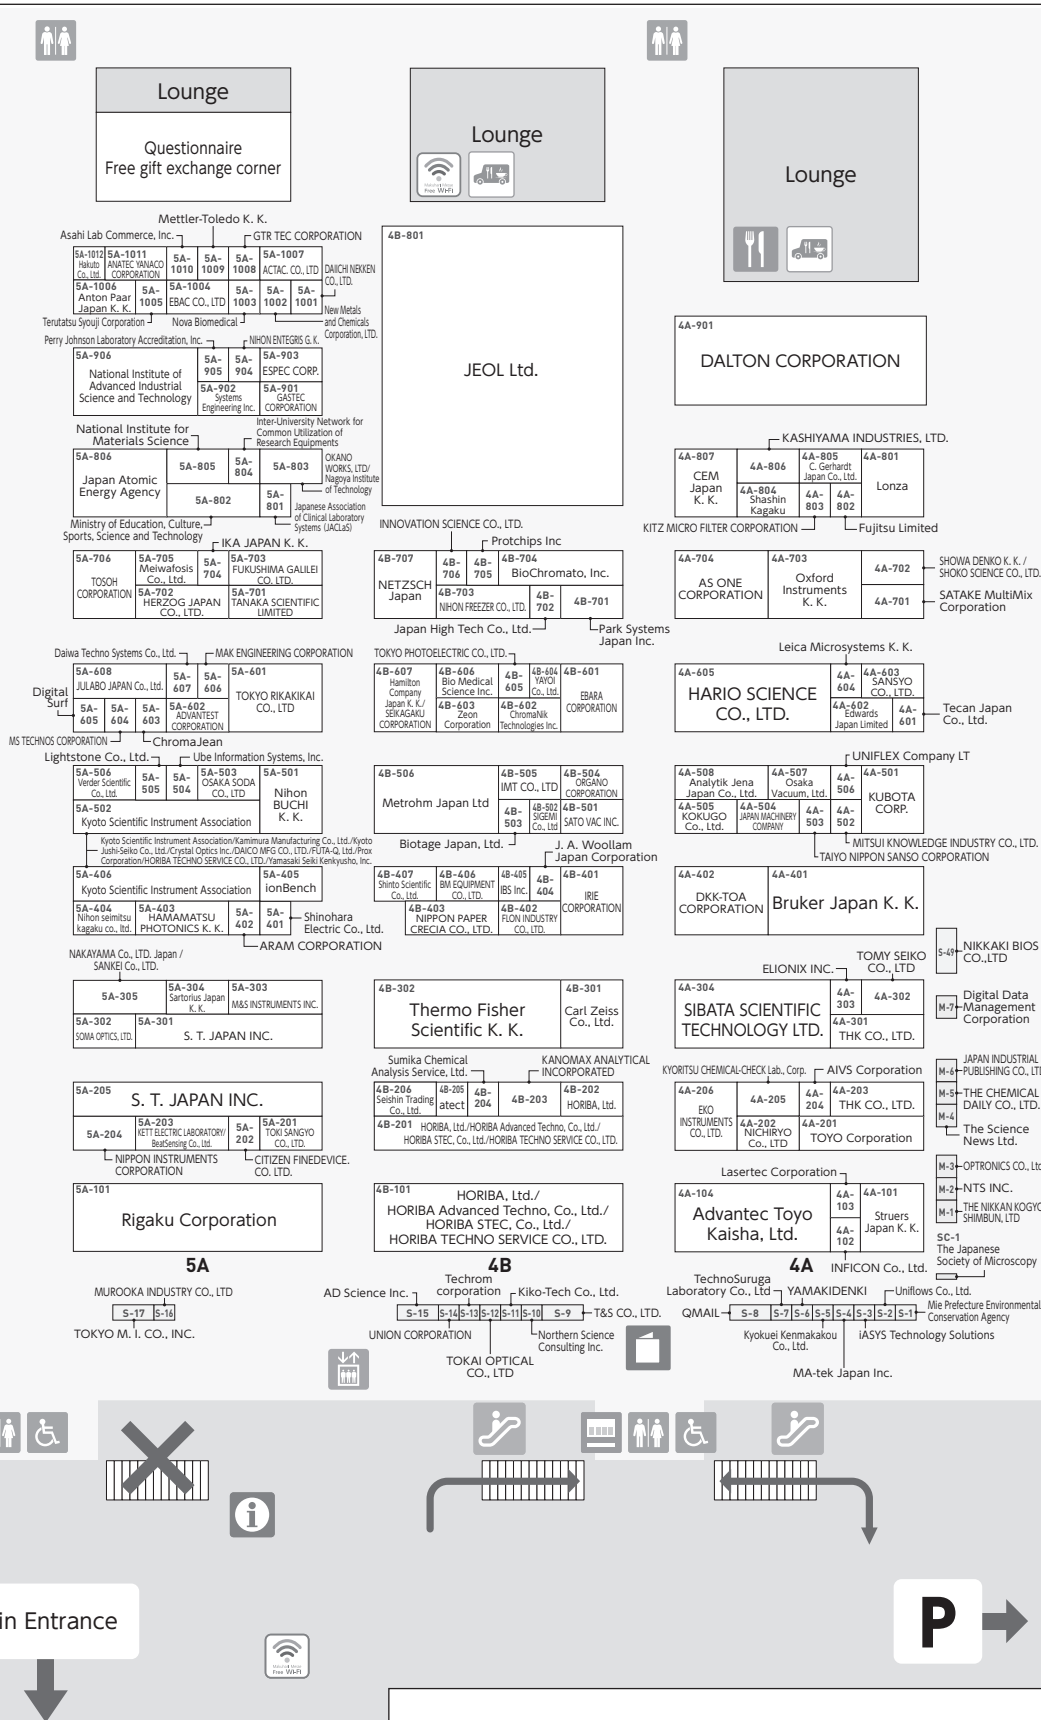 Lounge
Questionnaire
Free gift exchange corner
Lounge
Free Wi-Fi
Lounge
Mettler-Toledo K. K.
Asahi Lab Commerce, Inc.
GTR TEC CORPORATION
5A-1012
Hakuto
Co., Ltd.
5A-1011
ANATEC YANACO
CORPORATION
5A-
1010
5A-
1009
5A-
1008
5A-1007
ACTAC. CO., LTD
DAIICHI NEKKEN
CO., LTD.
5A-1006
Anton Paar
Japan K. K.
5A-
1005
5A-1004
EBAC CO., LTD
5A-
1003
5A-
1002
5A-
1001
New Metals
and Chemicals
Corporation, LTD.
Terutatsu Syouji Corporation
Nova Biomedical
Perry Johnson Laboratory Accreditation, Inc.
NIHON ENTEGRIS G. K.
5A-906
National Institute of
Advanced Industrial
Science and Technology
5A-
905
5A-
904
5A-903
ESPEC CORP.
5A-902
Systems
Engineering Inc.
5A-901
GASTEC
CORPORATION
National Institute for
Materials Science
Inter-University Network for
Common Utilization of
Research Equipments
5A-806
Japan Atomic
Energy Agency
5A-805
5A-
804
5A-803
OKANO
WORKS, LTD/
Nagoya Institute
of Technology
5A-802
5A-
801
Japanese Association
of Clinical Laboratory
Systems (JACLaS)
Ministry of Education, Culture,
Sports, Science and Technology
IKA JAPAN K. K.
5A-706
TOSOH
CORPORATION
5A-705
Meiwafosis
Co., Ltd.
5A-
704
5A-703
FUKUSHIMA GALILEI
CO. LTD.
5A-702
HERZOG JAPAN
CO., LTD.
5A-701
TANAKA SCIENTIFIC
LIMITED
Daiwa Techno Systems Co., Ltd.
MAK ENGINEERING CORPORATION
5A-608
JULABO JAPAN Co., Ltd.
5A-
607
5A-
606
5A-601
TOKYO RIKAKIKAI
CO., LTD
Digital
Surf
5A-
605
5A-
604
5A-
603
5A-602
ADVANTEST
CORPORATION
MS TECHNOS CORPORATION
ChromaJean
Lightstone Co., Ltd.
Ube Information Systems, Inc.
5A-506
Verder Scientific
Co., Ltd.
5A-
505
5A-
504
5A-503
OSAKA SODA
CO., LTD
5A-501
Nihon
BUCHI
K. K.
5A-502
Kyoto Scientific Instrument Association
Kyoto Scientific Instrument Association/Kamimura Manufacturing Co., Ltd./Kyoto
Jushi-Seiko Co., Ltd./Crystal Optics Inc./DAICO MFG CO., LTD./FUTA-Q, Ltd./Prox
Corporation/HORIBA TECHNO SERVICE CO., LTD./Yamasaki Seiki Kenkyusho, Inc.
5A-406
Kyoto Scientific Instrument Association
5A-405
ionBench
5A-404
Nihon seimitsu
kagaku co., ltd.
5A-403
HAMAMATSU
PHOTONICS K. K.
5A-
402
5A-
401
Shinohara
Electric Co., Ltd.
ARAM CORPORATION
NAKAYAMA Co., LTD. Japan /
SANKEI Co., LTD.
5A-305
5A-304
Sartorius Japan
K. K.
5A-303
M&S INSTRUMENTS INC.
5A-302
SOMA OPTICS, LTD.
5A-301
S. T. JAPAN INC.
5A-205
S. T. JAPAN INC.
5A-204
5A-203
KETT ELECTRIC LABORATORY/
BeatSensing Co., Ltd.
5A-
202
5A-201
TOKI SANGYO
CO., LTD.
NIPPON INSTRUMENTS
CORPORATION
CITIZEN FINEDEVICE.
CO. LTD.
5A-101
Rigaku Corporation
5A
MUROOKA INDUSTRY CO., LTD
S-17
S-16
TOKYO M. I. CO., INC.
4B-801
JEOL Ltd.
INNOVATION SCIENCE CO., LTD.
Protchips Inc
4B-707
NETZSCH
Japan
4B-
706
4B-
705
4B-704
BioChromato, Inc.
4B-703
NIHON FREEZER CO., LTD.
4B-
702
4B-701
Japan High Tech Co., Ltd.
Park Systems
Japan Inc.
TOKYO PHOTOELECTRIC CO., LTD.
4B-607
Hamilton
Company
Japan K. K./
SEIKAGAKU
CORPORATION
4B-606
Bio Medical
Science Inc.
4B-
605
4B-604
YAYOI
Co., Ltd.
4B-601
EBARA
CORPORATION
4B-603
Zeon
Corporation
4B-602
ChromaNik
Technologies Inc.
4B-506
Metrohm Japan Ltd
4B-505
IMT CO., LTD
4B-504
ORGANO
CORPORATION
4B-
503
4B-502
SIGEMI
Co., Ltd
4B-501
SATO VAC INC.
Biotage Japan, Ltd.
J. A. Woollam
Japan Corporation
4B-407
Shinto Scientific
Co., Ltd.
4B-406
BM EQUIPMENT
CO., LTD.
4B-405
IBS Inc.
4B-
404
4B-401
IRIE
CORPORATION
4B-403
NIPPON PAPER
CRECIA CO., LTD.
4B-402
FLON INDUSTRY
CO., LTD.
4B-302
Thermo Fisher
Scientific K. K.
4B-301
Carl Zeiss
Co., Ltd.
Sumika Chemical
Analysis Service, Ltd.
KANOMAX ANALYTICAL
INCORPORATED
4B-206
Seishin Trading
Co., Ltd.
4B-205
atect
4B-
204
4B-203
4B-202
HORIBA, Ltd.
4B-201
HORIBA, Ltd./HORIBA Advanced Techno, Co., Ltd./
HORIBA STEC, Co., Ltd./HORIBA TECHNO SERVICE CO., LTD.
4B-101
HORIBA, Ltd./
HORIBA Advanced Techno, Co., Ltd./
HORIBA STEC, Co., Ltd./
HORIBA TECHNO SERVICE CO., LTD.
4B
AD Science Inc.
Techrom
corporation
Kiko-Tech Co., Ltd.
S-15
S-14
S-13
S-12
S-11
S-10
S-9
T&S CO., LTD.
UNION CORPORATION
TOKAI OPTICAL
CO., LTD
Northern Science
Consulting Inc.
4A-901
DALTON CORPORATION
KASHIYAMA INDUSTRIES, LTD.
4A-807
CEM
Japan
K. K.
4A-806
4A-805
C. Gerhardt
Japan Co., Ltd.
4A-801
Lonza
4A-804
Shashin
Kagaku
4A-
803
4A-
802
KITZ MICRO FILTER CORPORATION
Fujitsu Limited
4A-704
AS ONE
CORPORATION
4A-703
Oxford
Instruments
K. K.
4A-702
SHOWA DENKO K. K. /
SHOKO SCIENCE CO., LTD.
4A-701
SATAKE MultiMix
Corporation
Leica Microsystems K. K.
4A-605
HARIO SCIENCE
CO., LTD.
4A-
604
4A-603
SANSYO
CO., LTD.
4A-602
Edwards
Japan Limited
4A-
601
Tecan Japan
Co., Ltd.
UNIFLEX Company LT
4A-508
Analytik Jena
Japan Co., Ltd.
4A-507
Osaka
Vacuum, Ltd.
4A-
506
4A-501
KUBOTA
CORP.
4A-505
KOKUGO
Co., Ltd.
4A-504
JAPAN MACHINERY
COMPANY
4A-
503
4A-
502
MITSUI KNOWLEDGE INDUSTRY CO., LTD.
TAIYO NIPPON SANSO CORPORATION
4A-402
DKK-TOA
CORPORATION
4A-401
Bruker Japan K. K.
S-49
NIKKAKI BIOS
CO.,LTD
ELIONIX INC.
TOMY SEIKO
CO., LTD
4A-304
SIBATA SCIENTIFIC
TECHNOLOGY LTD.
4A-
303
4A-302
4A-301
THK CO., LTD.
M-7
Digital Data
Management
Corporation
KYORITSU CHEMICAL-CHECK Lab., Corp.
AIVS Corporation
4A-206
EKO
INSTRUMENTS
CO., LTD.
4A-205
4A-
204
4A-203
THK CO., LTD.
4A-202
NICHIRYO
Co., LTD
4A-201
TOYO Corporation
M-6
JAPAN INDUSTRIAL
PUBLISHING CO., LTD
M-5
THE CHEMICAL
DAILY CO., LTD.
M-4
The Science
News Ltd.
Lasertec Corporation
4A-104
Advantec Toyo
Kaisha, Ltd.
4A-
103
4A-
102
4A-101
Struers
Japan K. K.
INFICON Co., Ltd.
4A
M-3
OPTRONICS CO., Ltd
M-2
NTS INC.
M-1
THE NIKKAN KOGYO
SHIMBUN, LTD
SC-1
The Japanese
Society of Microscopy
TechnoSuruga
Laboratory Co., Ltd
YAMAKIDENKI
Uniflows Co., Ltd.
QMAIL
S-8
S-7
S-6
S-5
S-4
S-3
S-2
S-1
Mie Prefecture Environmental
Conservation Agency
Kyokuei Kenmakakou
Co., Ltd.
iASYS Technology Solutions
MA-tek Japan Inc.
in Entrance
Free Wi-Fi
P